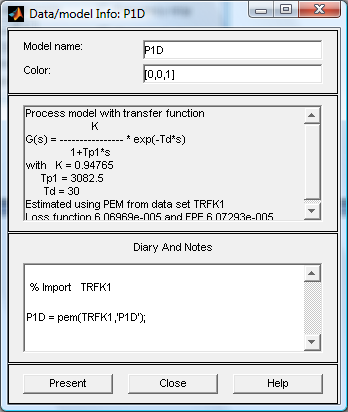 Data/model Info: P1D
Model name:
P1D
Color:
[0,0,1]
Process model with transfer function
K
G(s) = ---------------- * exp(-Td*s)
1+Tp1*s
with K = 0.94765
Tp1 = 3082.5
Td = 30
Estimated using PEM from data set TRFK1
Loss function 6.06969e-005 and FPE 6.07293e-005
Diary And Notes
% Import TRFK1
P1D = pem(TRFK1,'P1D');
Present
Close
Help